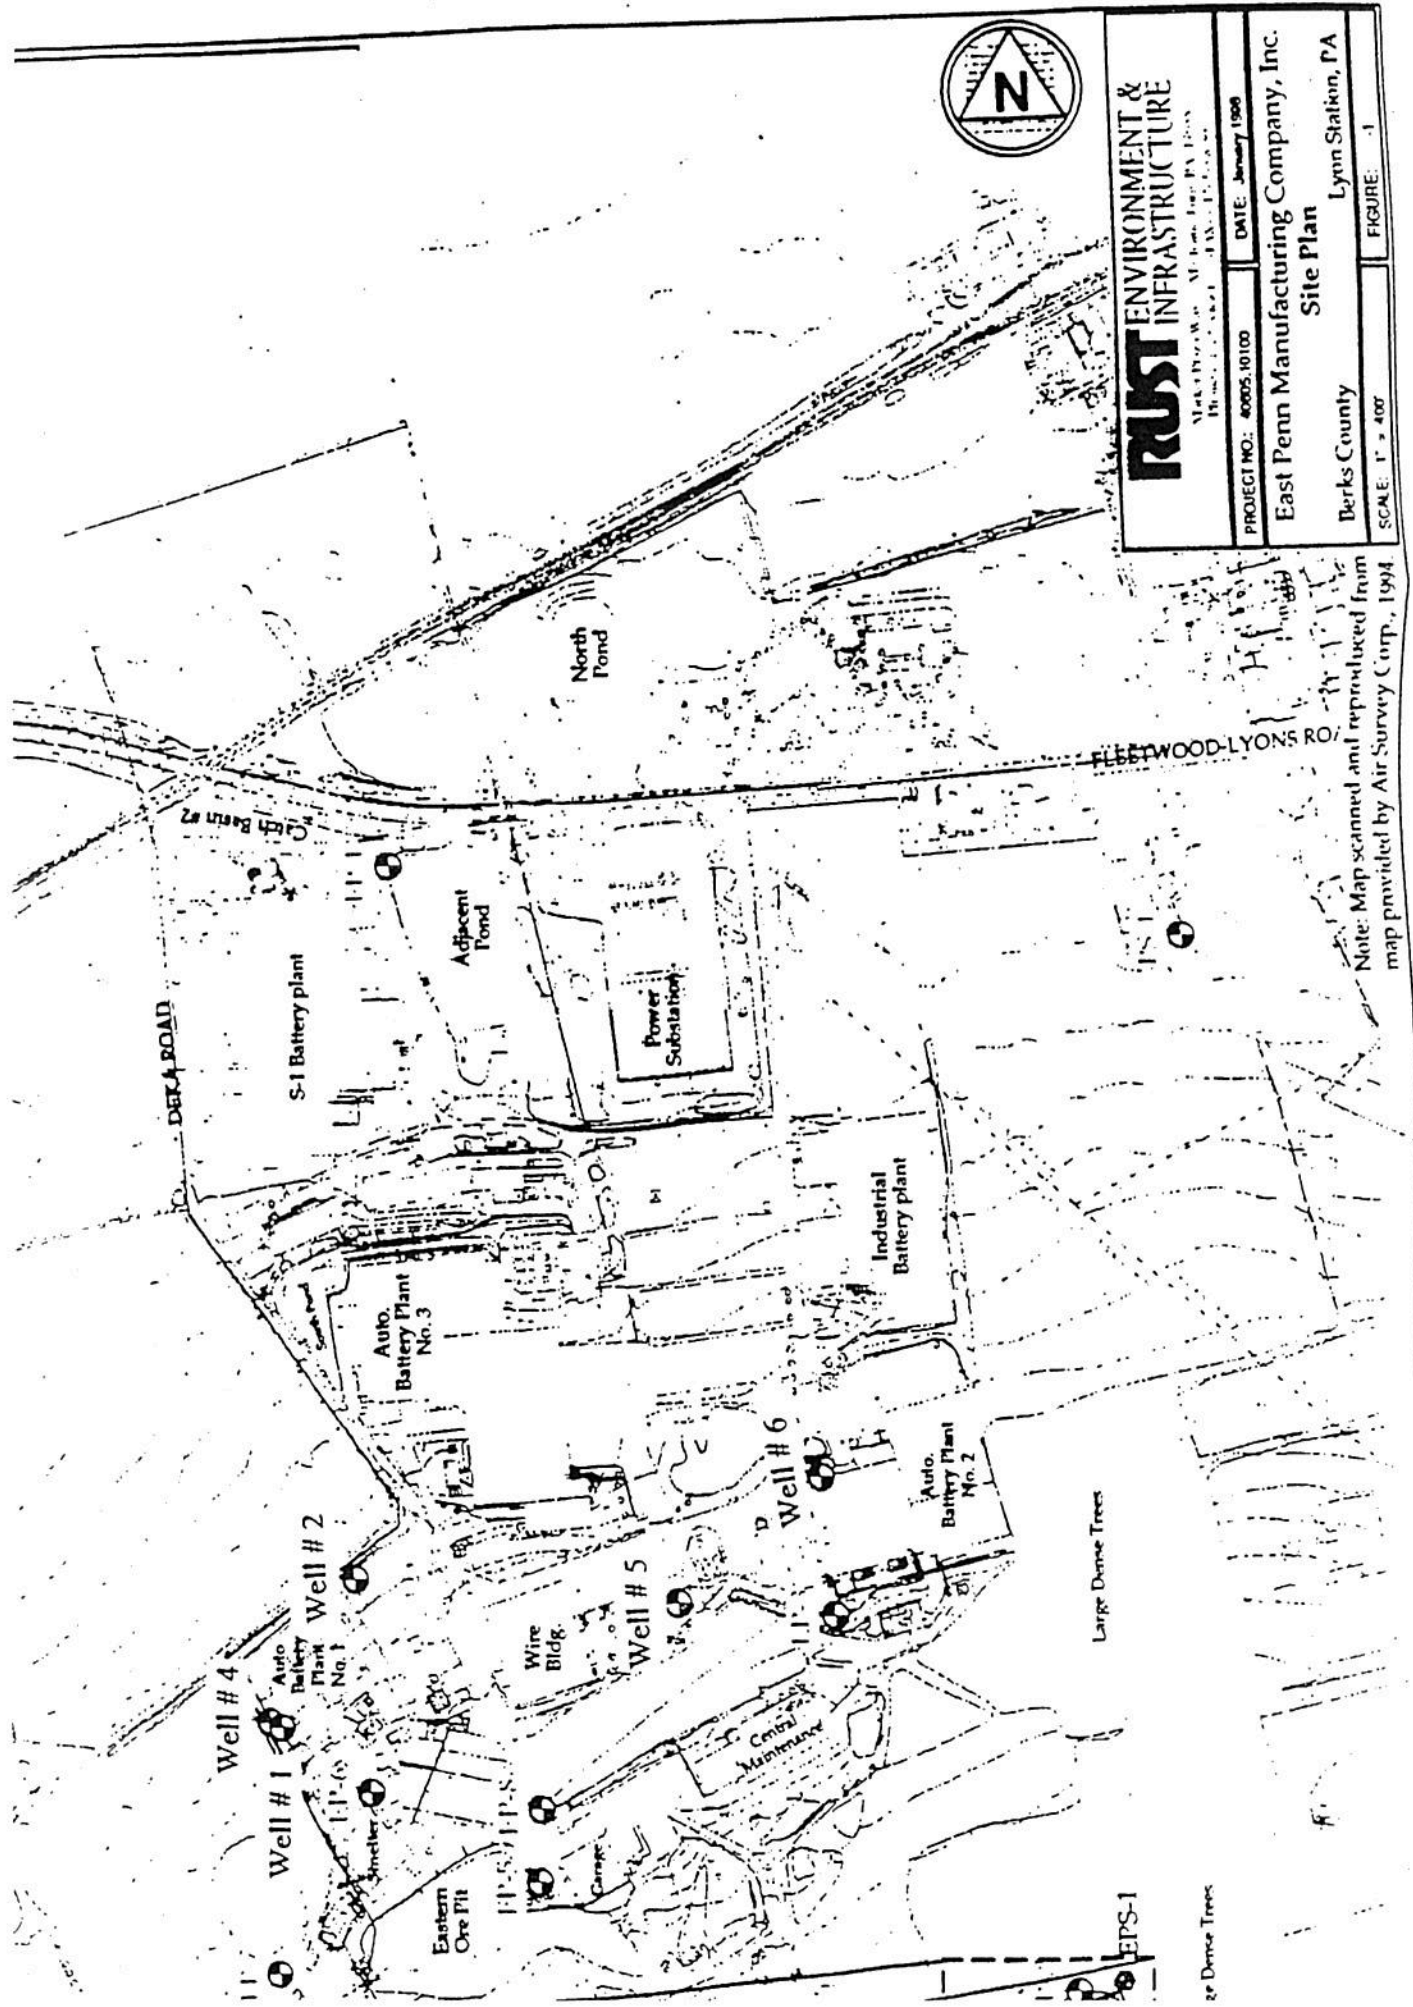 N
RUST ENVIRONMENT &
INFRASTRUCTURE
PROJECT NO.: 40805.10100
DATE: January 1998
East Penn Manufacturing Company, Inc.
Site Plan
Berks County
Lyon Station, PA
SCALE: 1" = 400'
FIGURE: -1
Note: Map scanned and reproduced from
map provided by Air Survey Corp., 1994
FLEETWOOD-LYONS RO
North
Pond
Catch Basin #2
DEKA ROAD
S-1 Battery plant
Adjacent
Pond
Power
Substation
Industrial
Battery plant
South Pond
Auto.
Battery Plant
No. 3
Well # 6
Auto.
Battery Plant
No. 2
Well # 2
Well # 5
Wire
Bldg.
Large Dense Trees
Well # 4
Auto
Battery
Plant
No. 1
Well # 1
Smelter
Central
Maintenance
Garage
Eastern
Ore Pit
EPS-1
Dense Trees